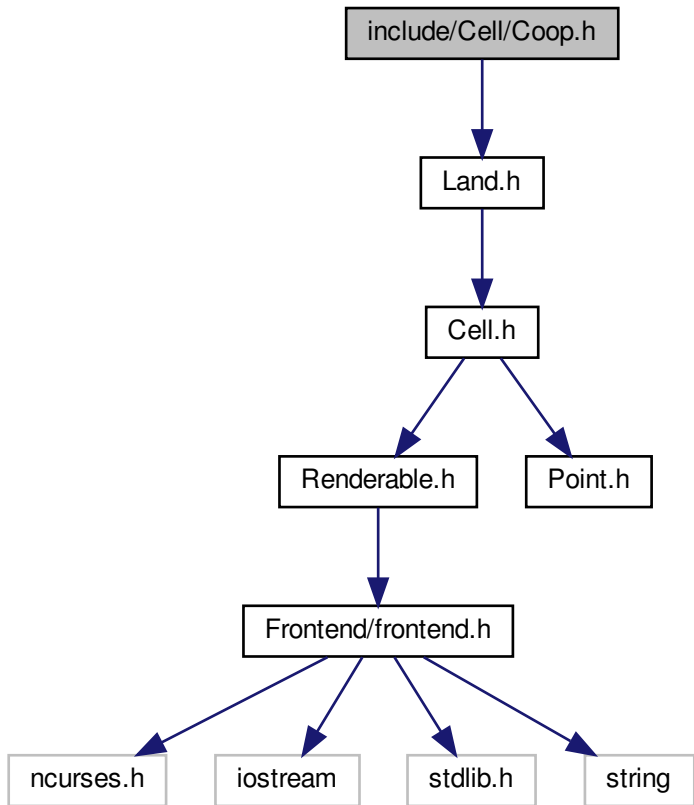 include/Cell/Coop.h
Land.h
Cell.h
Renderable.h
Point.h
Frontend/frontend.h
ncurses.h
iostream
stdlib.h
string